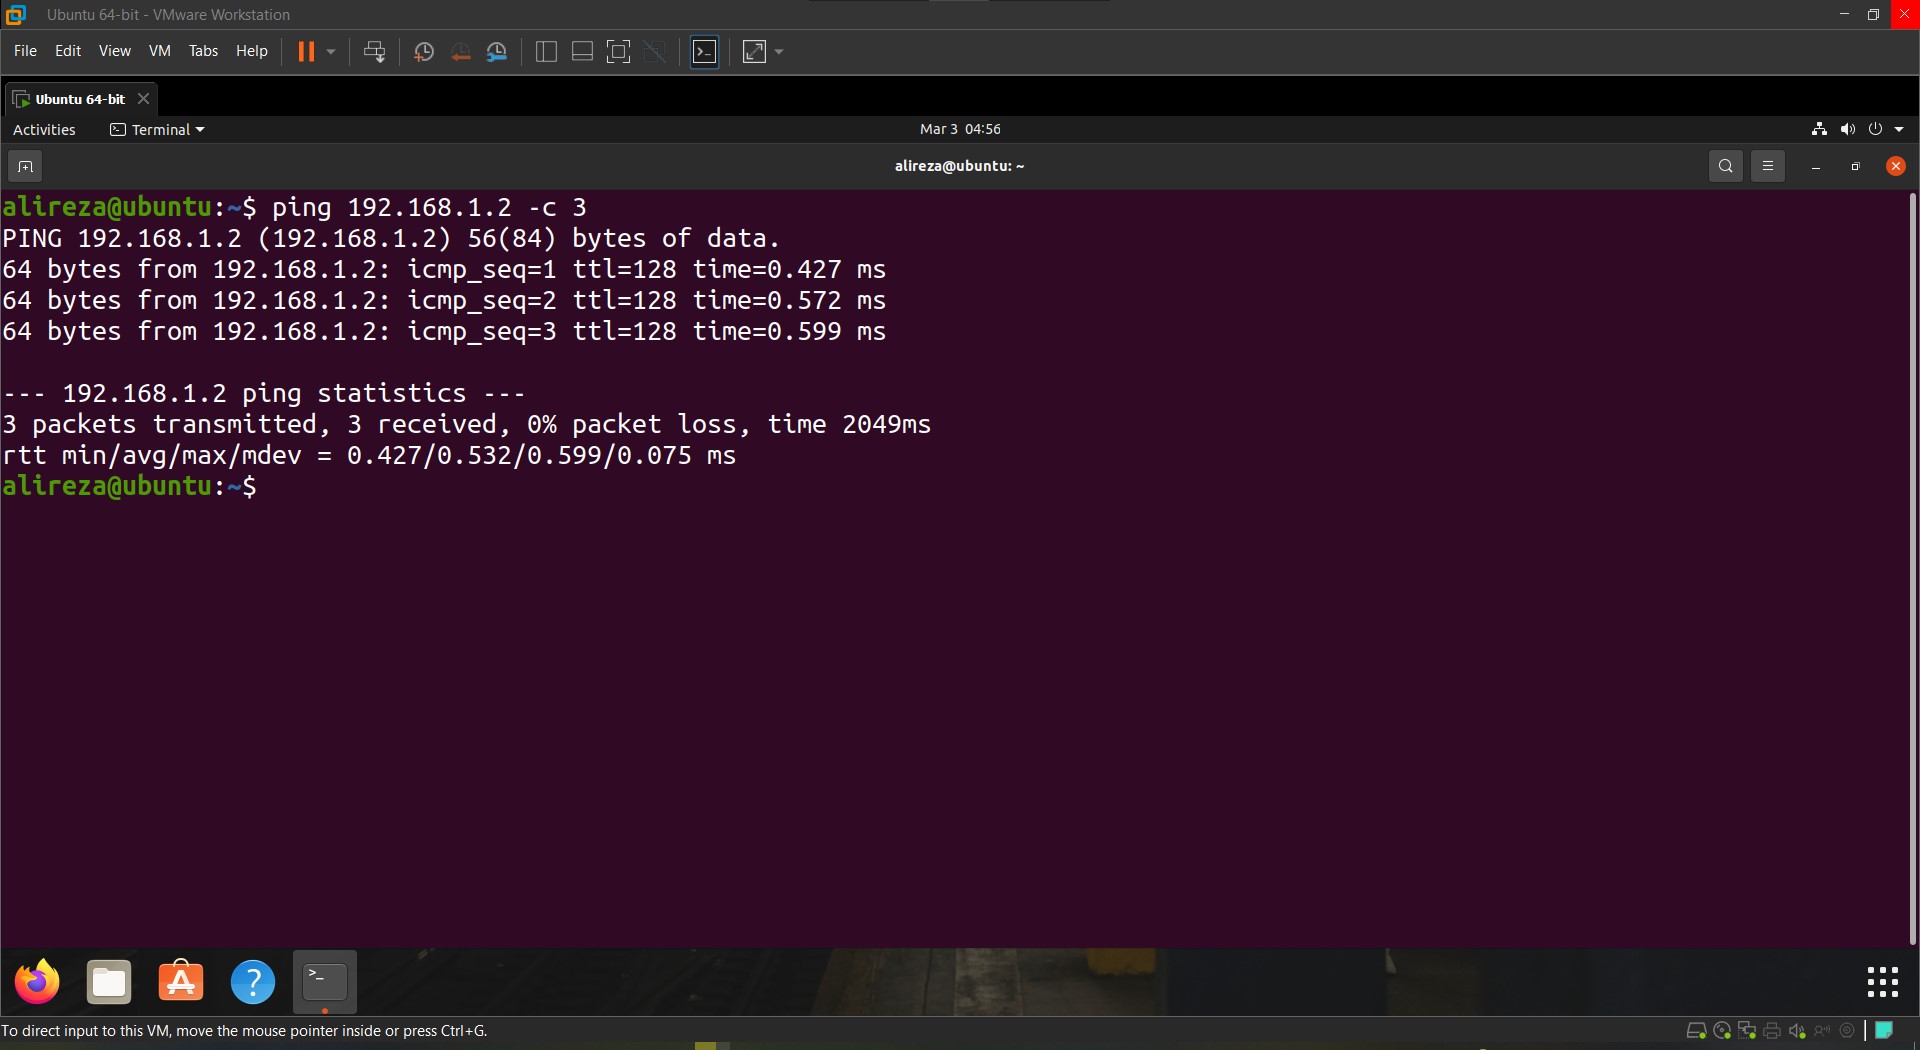 Ubuntu 64-bit - VMware Workstation
File Edit View VM Tabs Help
Ubuntu 64-bit
Activities Terminal Mar 3 04:56
alireza@ubuntu: ~
alireza@ubuntu:~$ ping 192.168.1.2 -c 3
PING 192.168.1.2 (192.168.1.2) 56(84) bytes of data.
64 bytes from 192.168.1.2: icmp_seq=1 ttl=128 time=0.427 ms
64 bytes from 192.168.1.2: icmp_seq=2 ttl=128 time=0.572 ms
64 bytes from 192.168.1.2: icmp_seq=3 ttl=128 time=0.599 ms
--- 192.168.1.2 ping statistics ---
3 packets transmitted, 3 received, 0% packet loss, time 2049ms
rtt min/avg/max/mdev = 0.427/0.532/0.599/0.075 ms
alireza@ubuntu:~$
To direct input to this VM, move the mouse pointer inside or press Ctrl+G.